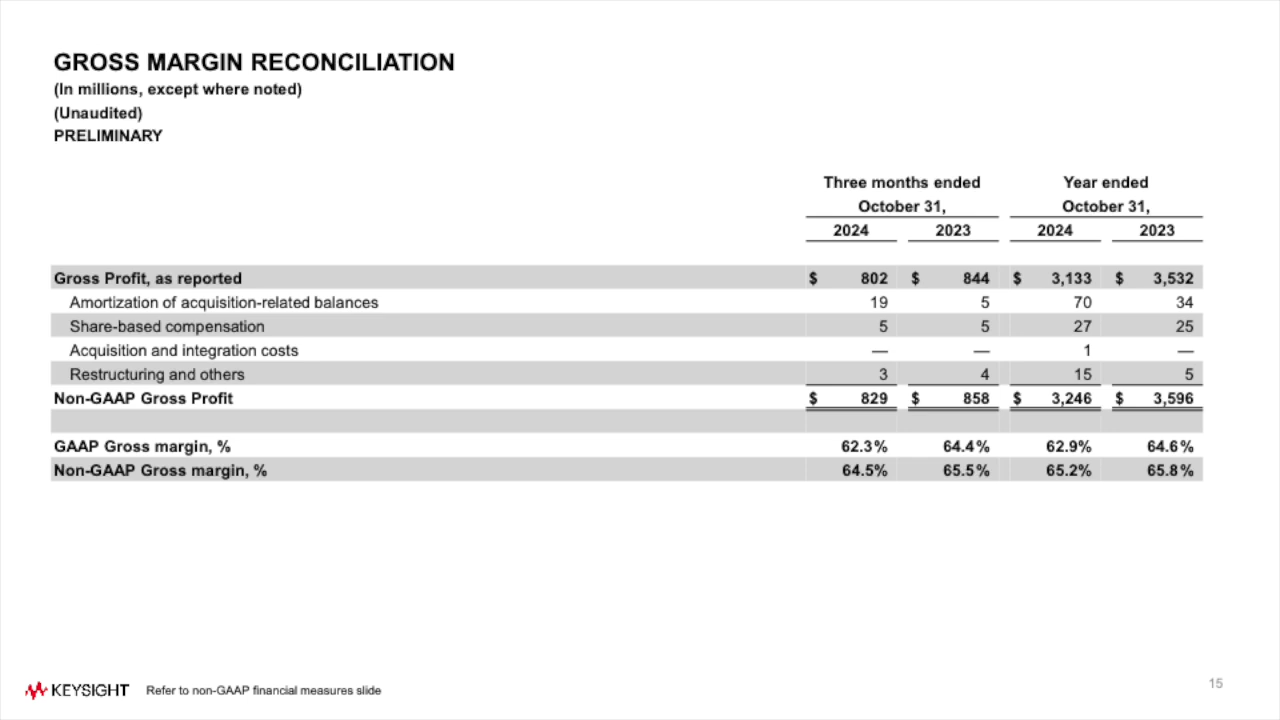 GROSS MARGIN RECONCILIATION
(In millions, except where noted)
(Unaudited)
PRELIMINARY
Three months ended Year ended
October 31, October 31,
2024 2023 2024 2023
Gross Profit, as reported $ 802 $ 844 $ 3,133 $ 3,532
Amortization of acquisition-related balances 19 5 70 34
Share-based compensation 5 5 27 25
Acquisition and integration costs — — 1 —
Restructuring and others 3 4 15 5
Non-GAAP Gross Profit $ 829 $ 858 $ 3,246 $ 3,596
GAAP Gross margin, % 62.3% 64.4% 62.9% 64.6%
Non-GAAP Gross margin, % 64.5% 65.5% 65.2% 65.8%
KEYSIGHT Refer to non-GAAP financial measures slide 15